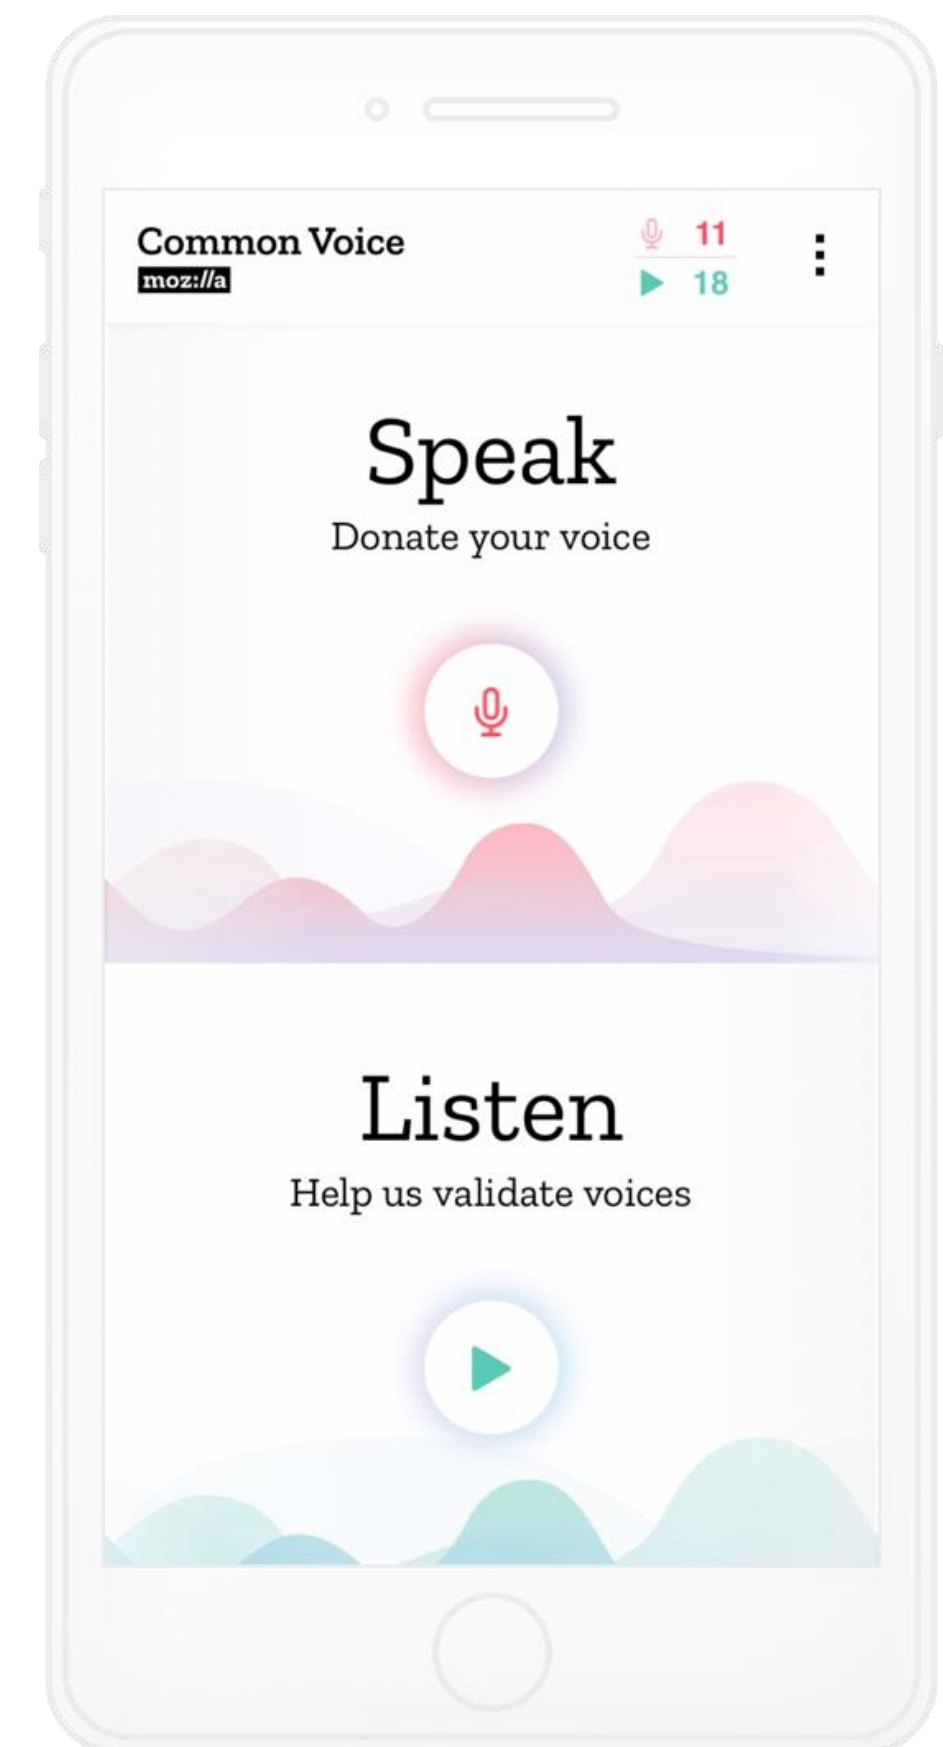 Common Voice
moz://a
11
18
Speak
Donate your voice
Listen
Help us validate voices